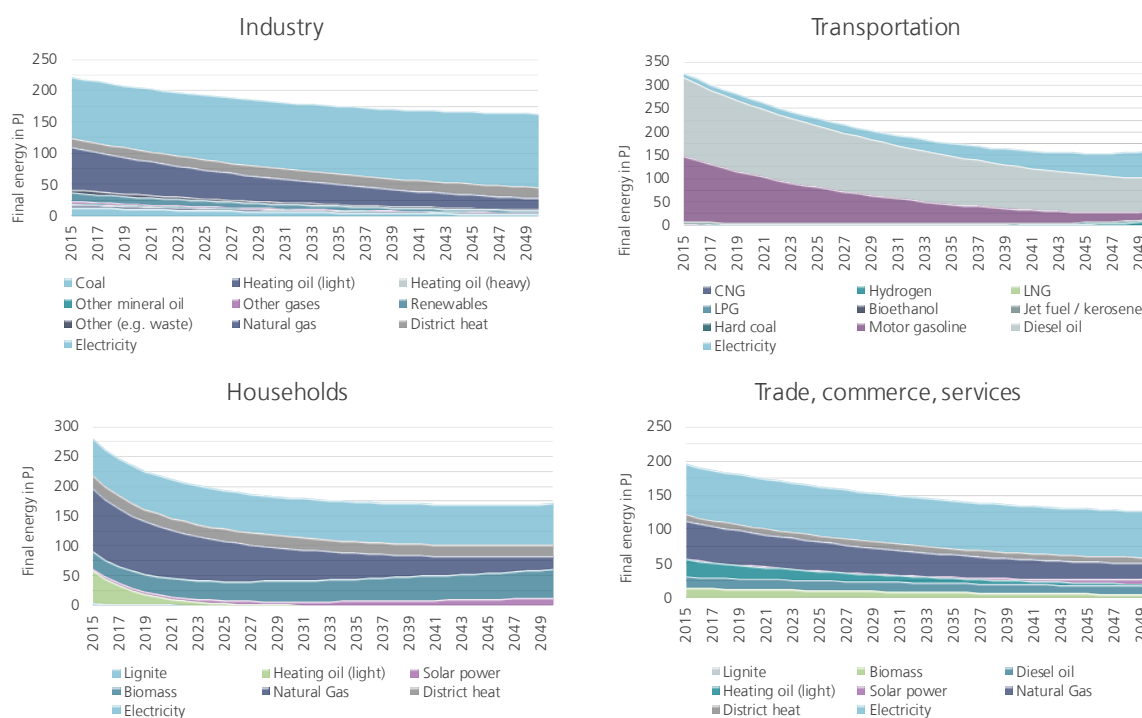 Industry
Final energy in PJ
250
200
150
100
50
0
2015 2017 2019 2021 2023 2025 2027 2029 2031 2033 2035 2037 2039 2041 2043 2045 2047 2049
Coal Heating oil (light) Heating oil (heavy)
Other mineral oil Other gases Renewables
Other (e.g. waste) Natural gas District heat
Electricity
Transportation
Final energy in PJ
350
300
250
200
150
100
50
0
2015 2017 2019 2021 2023 2025 2027 2029 2031 2033 2035 2037 2039 2041 2043 2045 2047 2049
CNG Hydrogen LNG
LPG Bioethanol Jet fuel / kerosene
Hard coal Motor gasoline Diesel oil
Electricity
Households
Final energy in PJ
300
250
200
150
100
50
0
2015 2017 2019 2021 2023 2025 2027 2029 2031 2033 2035 2037 2039 2041 2043 2045 2047 2049
Lignite Heating oil (light) Solar power
Biomass Natural Gas District heat
Electricity
Trade, commerce, services
Final energy in PJ
250
200
150
100
50
0
2015 2017 2019 2021 2023 2025 2027 2029 2031 2033 2035 2037 2039 2041 2043 2045 2047 2049
Lignite Biomass Diesel oil
Heating oil (light) Solar power Natural Gas
District heat Electricity